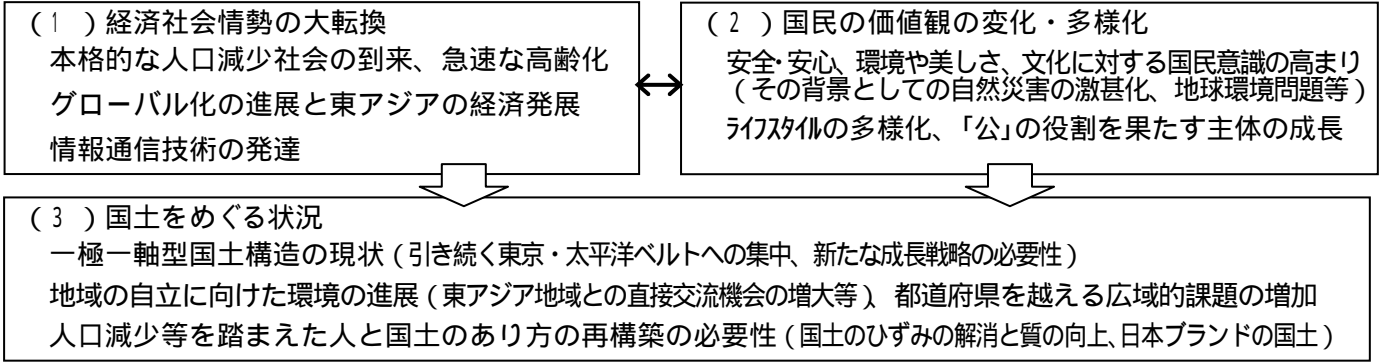 (1)経済社会情勢の大転換
本格的な人口減少社会の到来、急速な高齢化
グローバル化の進展と東アジアの経済発展
情報通信技術の発達
(2)国民の価値観の変化・多様化
安全・安心、環境や美しさ、文化に対する国民意識の高まり
(その背景としての自然災害の激甚化、地球環境問題等)
ライフスタイルの多様化、「公」の役割を果たす主体の成長
(3)国土をめぐる状況
一極一軸型国土構造の現状(引き続く東京・太平洋ベルトへの集中、新たな成長戦略の必要性)
地域の自立に向けた環境の進展(東アジア地域との直接交流機会の増大等)、都道府県を越える広域的課題の増加
人口減少等を踏まえた人と国土のあり方の再構築の必要性(国土のひずみの解消と質の向上、日本ブランドの国土)